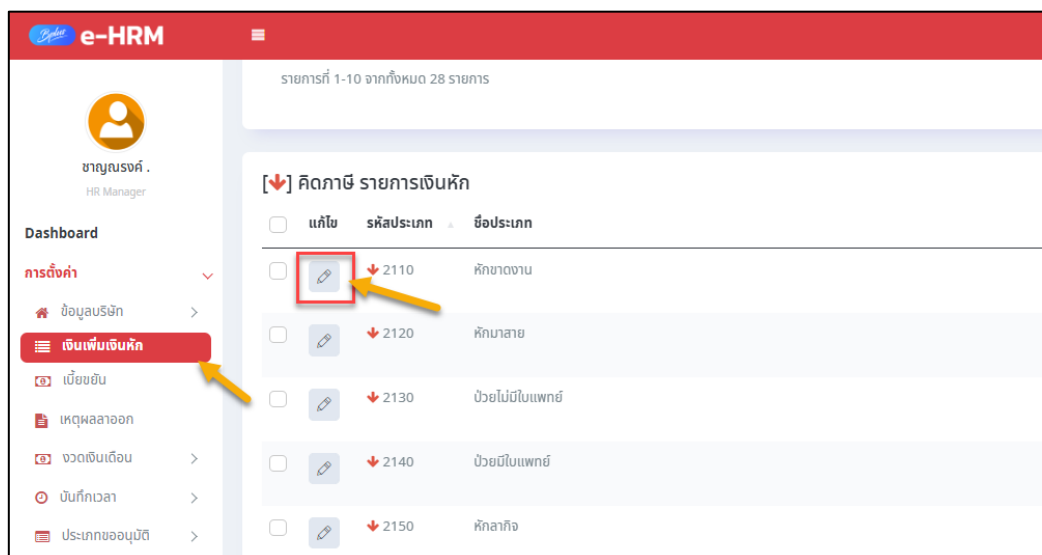 Bplus e-HRM
รายการที่ 1-10 จากทั้งหมด 28 รายการ
ชาญณรงค์ .
HR Manager
Dashboard
การตั้งค่า
ข้อมูลบริษัท
เงินเพิ่มเงินหัก
เบี้ยขยัน
เหตุผลลาออก
งวดเงินเดือน
บันทึกเวลา
ประเภทขออนุมัติ
[] คิดภาษี รายการเงินหัก
แก้ไข รหัสประเภท ชื่อประเภท
2110 หักขาดงาน
2120 หักมาสาย
2130 ป่วยไม่มีใบแพทย์
2140 ป่วยมีใบแพทย์
2150 หักลากิจ